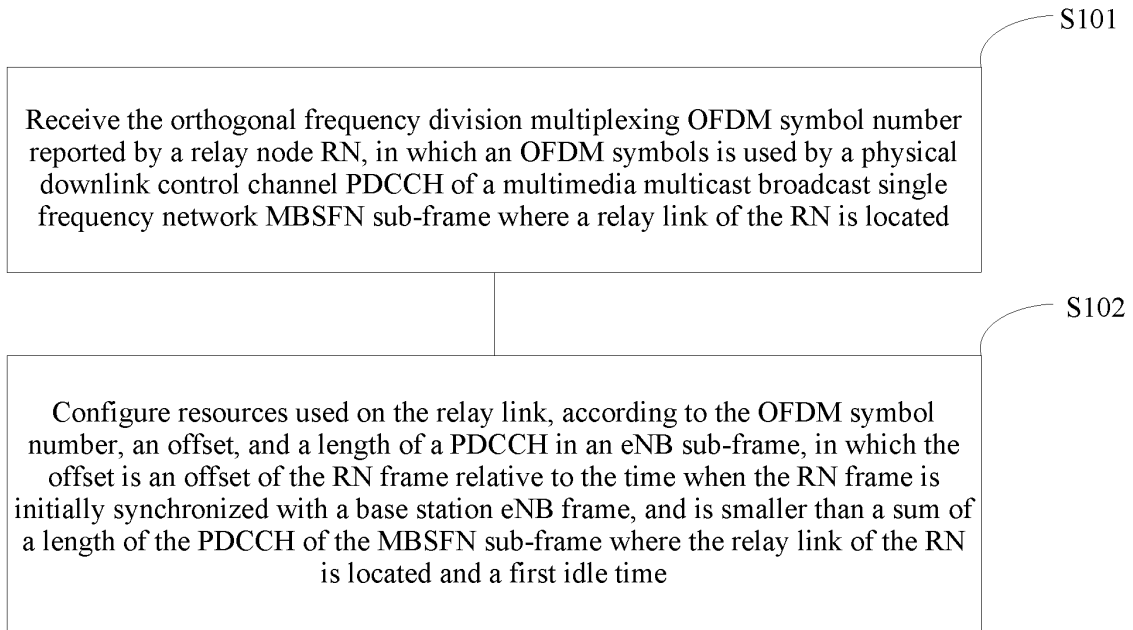 S101
Receive the orthogonal frequency division multiplexing OFDM symbol number
reported by a relay node RN, in which an OFDM symbols is used by a physical
downlink control channel PDCCH of a multimedia multicast broadcast single
frequency network MBSFN sub-frame where a relay link of the RN is located
S102
Configure resources used on the relay link, according to the OFDM symbol
number, an offset, and a length of a PDCCH in an eNB sub-frame, in which the
offset is an offset of the RN frame relative to the time when the RN frame is
initially synchronized with a base station eNB frame, and is smaller than a sum of
a length of the PDCCH of the MBSFN sub-frame where the relay link of the RN
is located and a first idle time